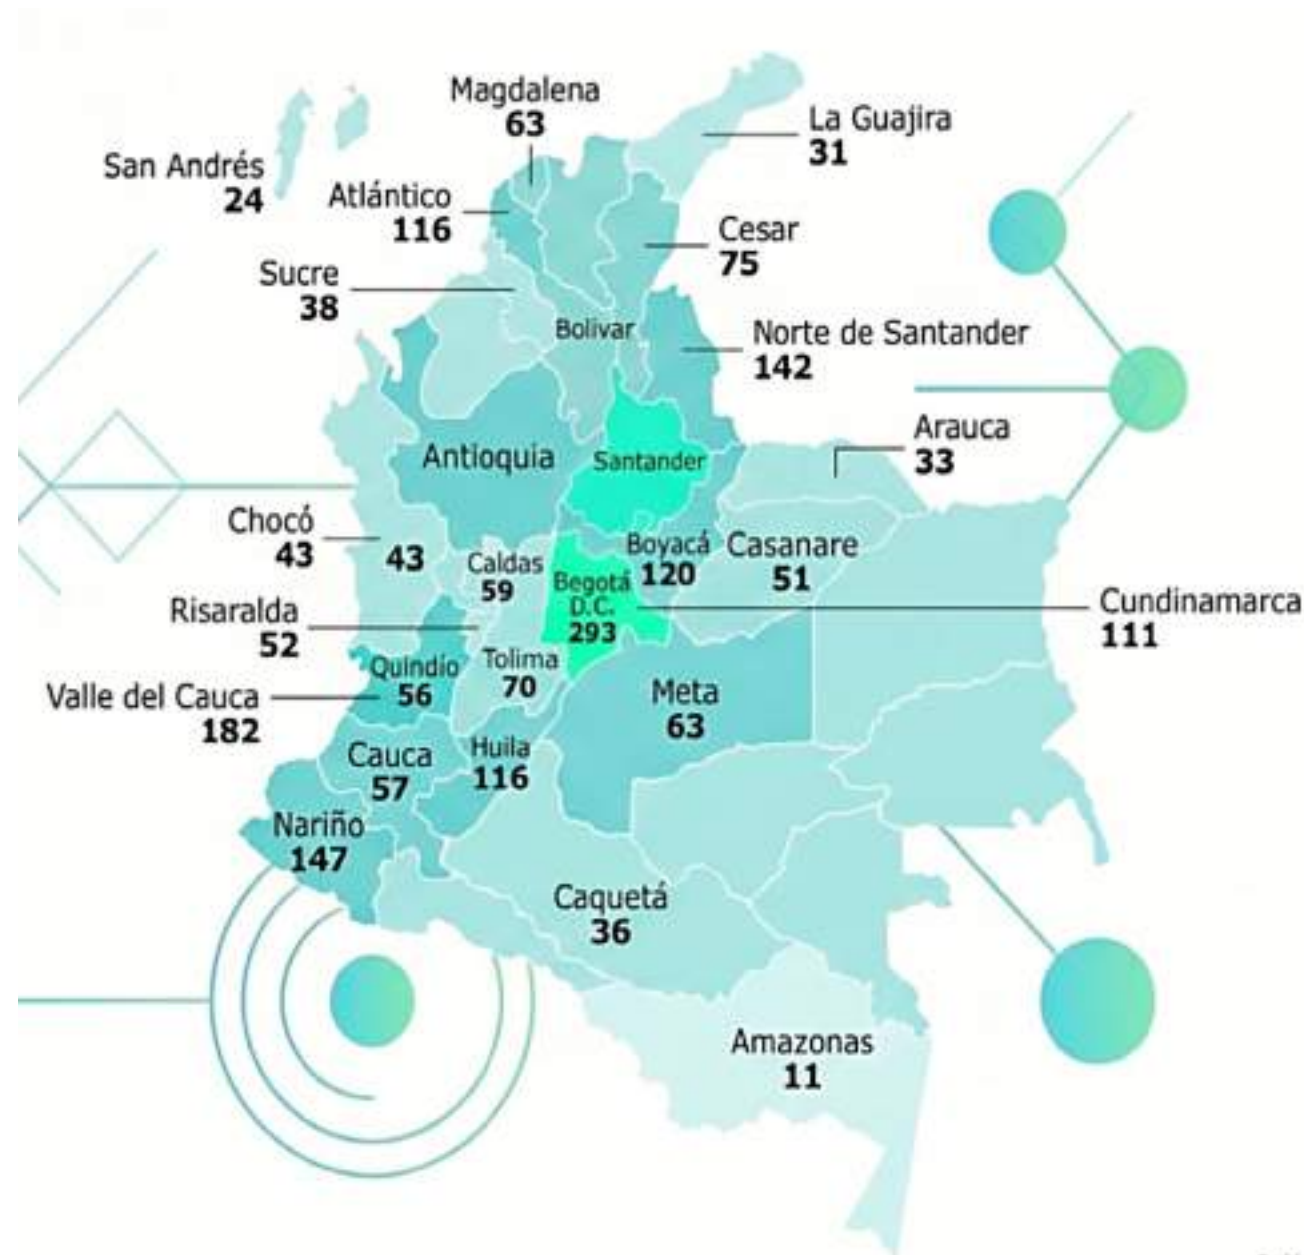 Magdalena
63
La Guajira
31
San Andrés
24
Atlántico
116
Cesar
75
Sucre
38
Bolivar
Norte de Santander
142
Arauca
33
Antioquia
Santander
Chocó
43
43
Caldas
59
Boyacá
120
Casanare
51
Begotá
D.C.
293
Cundinamarca
111
Risaralda
52
Quindío
56
Tolima
70
Valle del Cauca
182
Meta
63
Cauca
57
Huila
116
Nariño
147
Caquetá
36
Amazonas
11